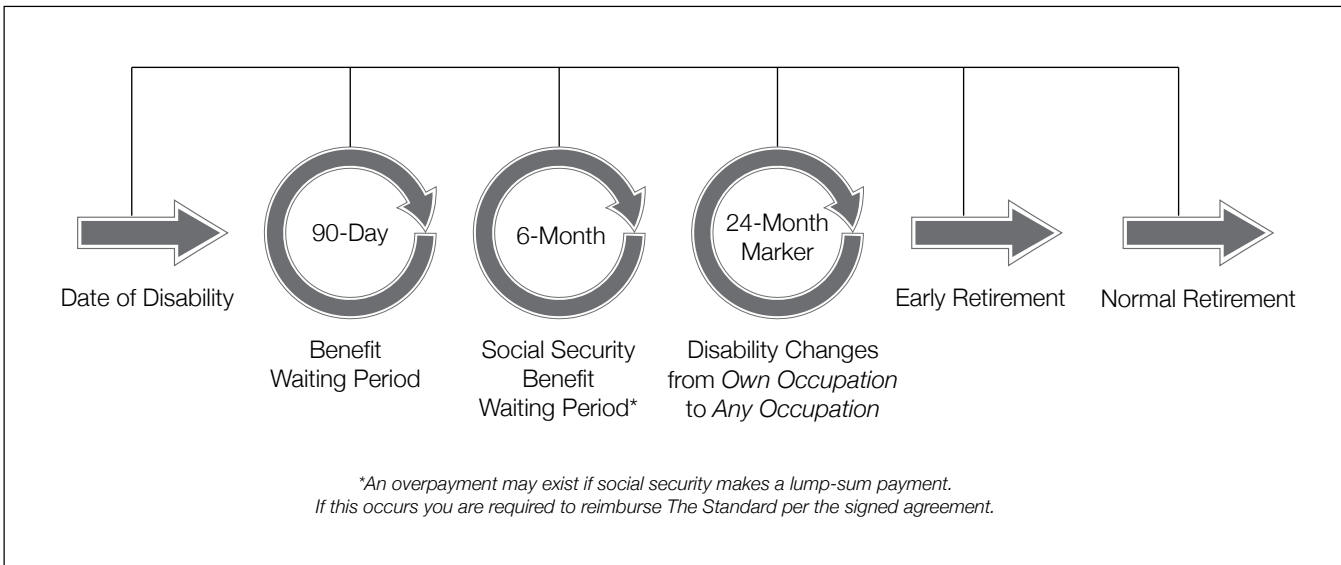 Date of Disability
90-Day
Benefit
Waiting Period
6-Month
Social Security
Benefit
Waiting Period*
24-Month
Marker
Disability Changes
from Own Occupation
to Any Occupation
Early Retirement
Normal Retirement
*An overpayment may exist if social security makes a lump-sum payment.
If this occurs you are required to reimburse The Standard per the signed agreement.